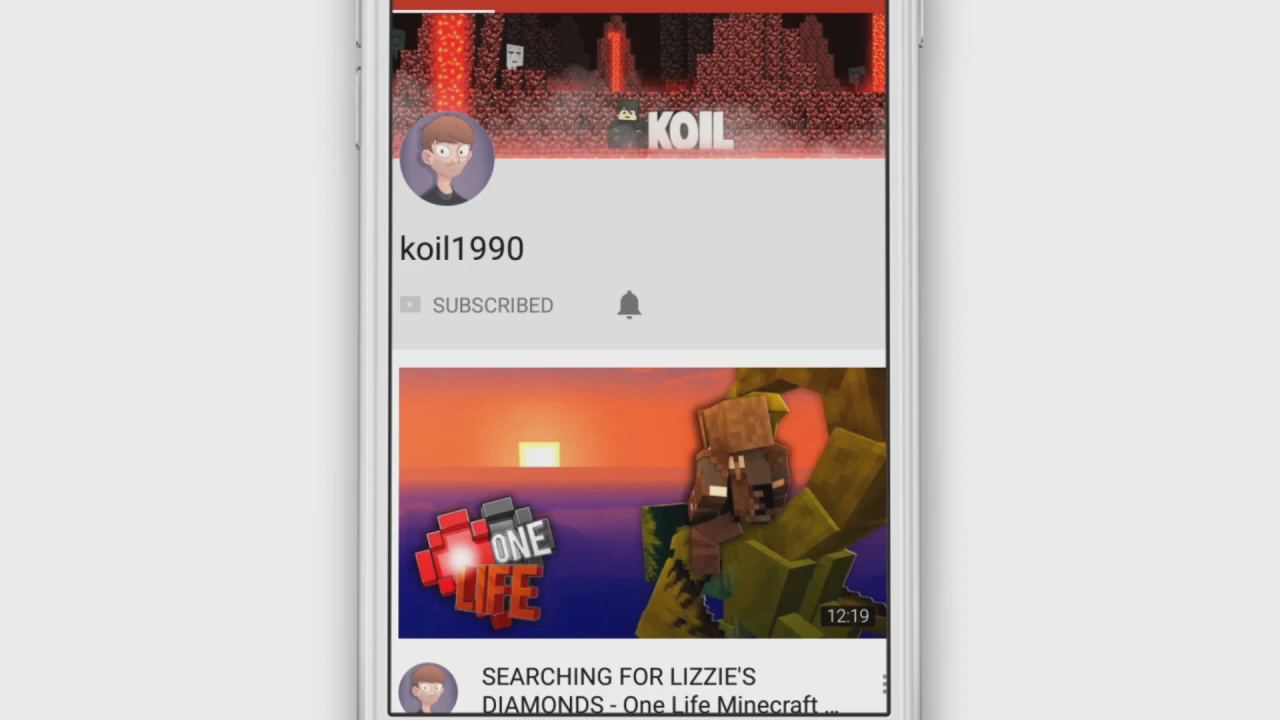 KOIL
koil1990
SUBSCRIBED
ONE
LIFE
12:19
SEARCHING FOR LIZZIE'S
DIAMONDS - One Life Minecraft ...